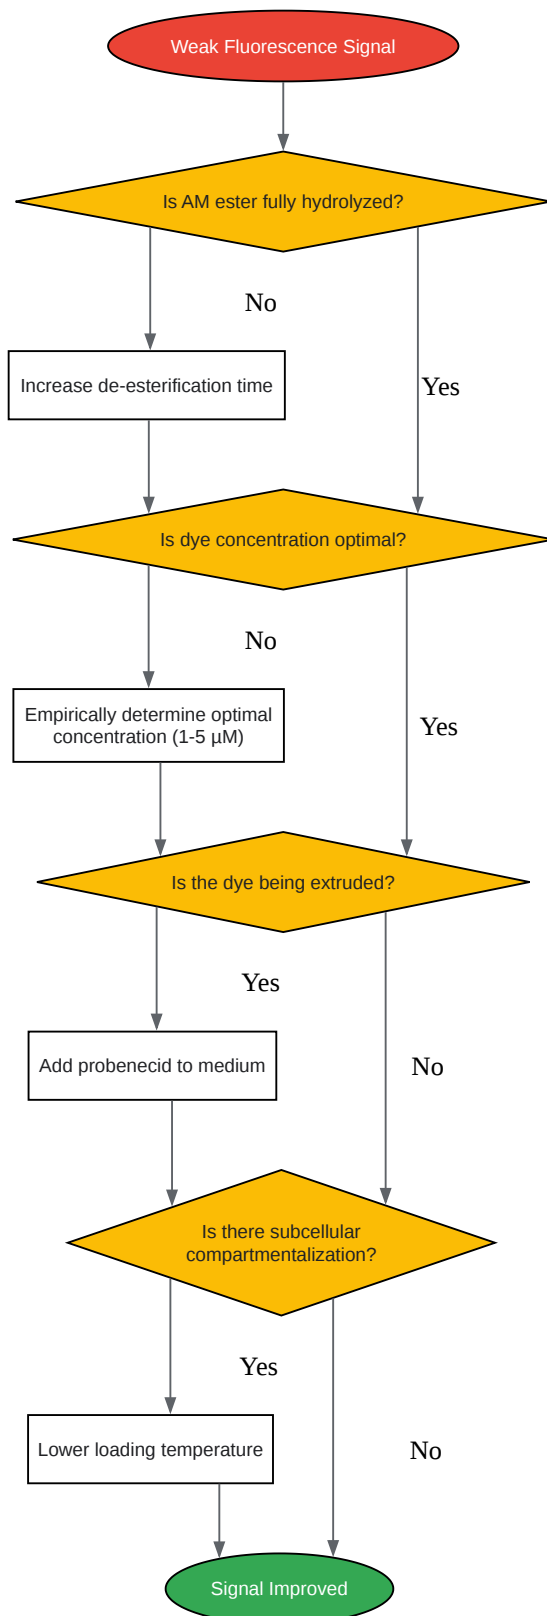 Weak Fluorescence Signal
Is AM ester fully hydrolyzed?
No
Increase de-esterification time
Yes
Is dye concentration optimal?
No
Empirically determine optimal
concentration (1-5 µM)
Yes
Is the dye being extruded?
Yes
Add probenecid to medium
No
Is there subcellular
compartmentalization?
Yes
Lower loading temperature
No
Signal Improved